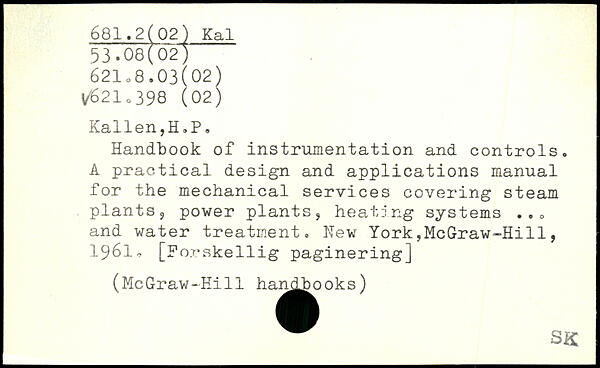 681.2(02) Kal
53.08(02)
621.8.03(02)
√621.398 (02)
Kallen,H.P.
Handbook of instrumentation and controls.
A practical design and applications manual
for the mechanical services covering steam
plants, power plants, heating systems ...
and water treatment. New York,McGraw-Hill,
1961. [Forskellig paginering]
(McGraw-Hill handbooks)
SK